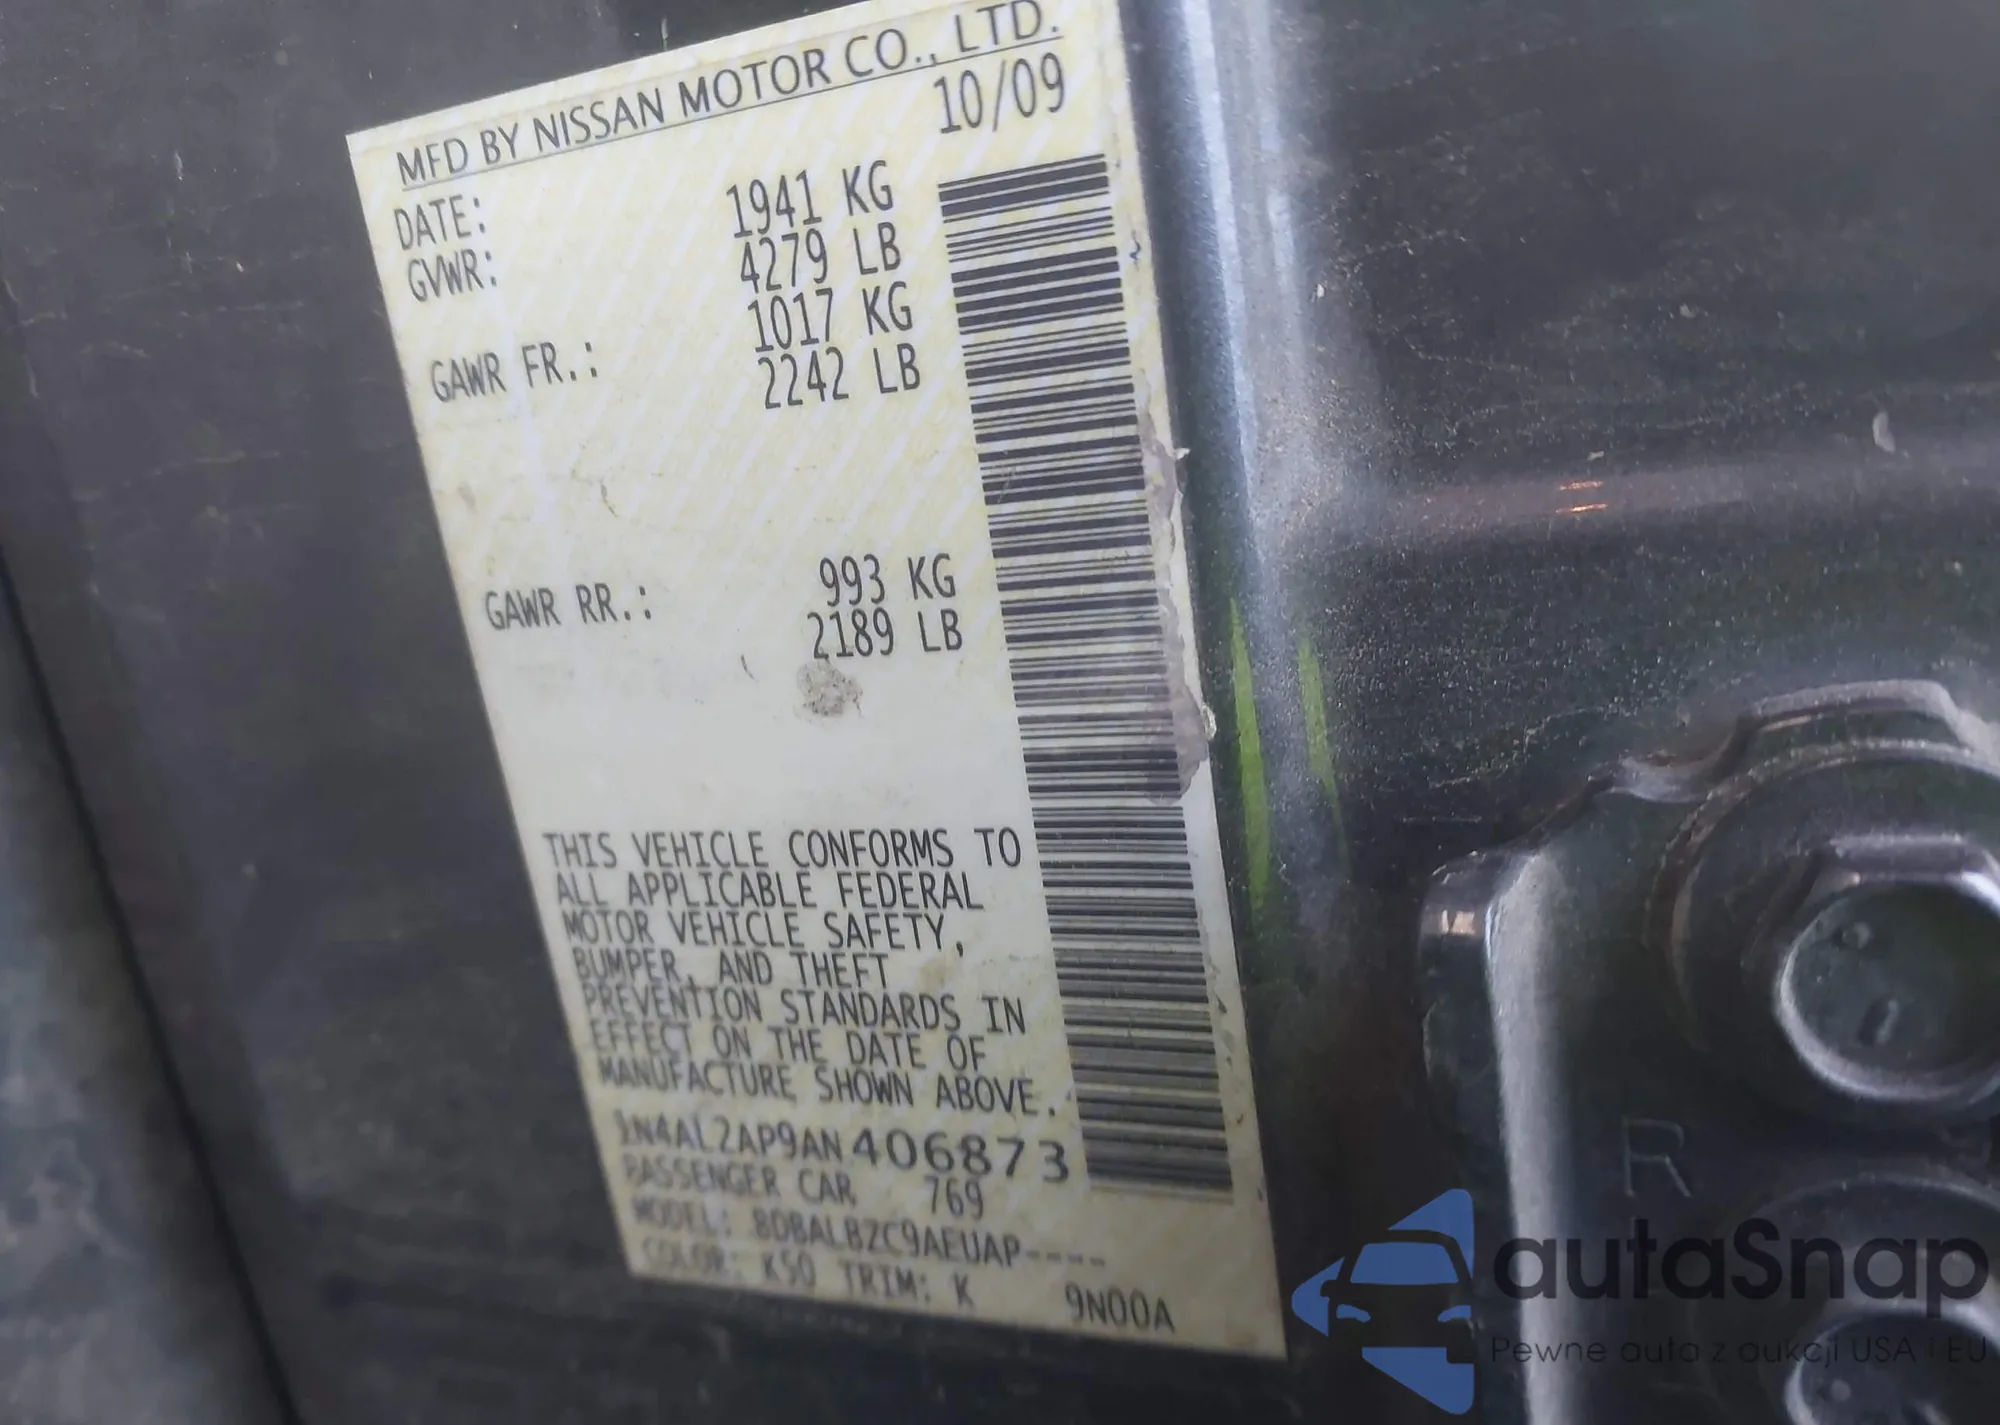 MFD BY NISSAN MOTOR CO., LTD.
DATE: 10/09
GVWR: 1941 KG
4279 LB
GAWR FR.: 1017 KG
2242 LB
GAWR RR.: 993 KG
2189 LB
THIS VEHICLE CONFORMS TO
ALL APPLICABLE FEDERAL
MOTOR VEHICLE SAFETY,
BUMPER, AND THEFT
PREVENTION STANDARDS IN
EFFECT ON THE DATE OF
MANUFACTURE SHOWN ABOVE.
1N4AL2AP9AN406873
PASSENGER CAR 769
MODEL: BDBALBZC9AEUAP----
COLOR: K50 TRIM: K 9N00A
R
autaSnap
Pewne auta z aukcji USA i EU